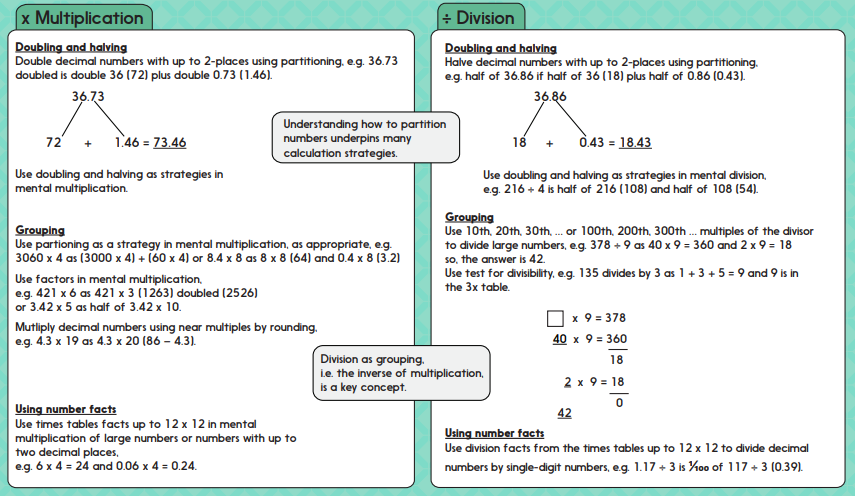 x Multiplication
Doubling and halving
Double decimal numbers with up to 2-places using partitioning, e.g. 36.73
doubled is double 36 (72) plus double 0.73 (1.46).
36.73
72 + 1.46 = 73.46
Use doubling and halving as strategies in
mental multiplication.
Grouping
Use partioning as a strategy in mental multiplication, as appropriate, e.g.
3060 x 4 as (3000 x 4) + (60 x 4) or 8.4 x 8 as 8 x 8 (64) and 0.4 x 8 (3.2)
Use factors in mental multiplication,
e.g. 421 x 6 as 421 x 3 (1263) doubled (2526)
or 3.42 x 5 as half of 3.42 x 10.
Mutliply decimal numbers using near multiples by rounding,
e.g. 4.3 x 19 as 4.3 x 20 (86 – 4.3).
Using number facts
Use times tables facts up to 12 x 12 in mental
multiplication of large numbers or numbers with up to
two decimal places,
e.g. 6 x 4 = 24 and 0.06 x 4 = 0.24.
Understanding how to partition
numbers underpins many
calculation strategies.
Division as grouping,
i.e. the inverse of multiplication,
is a key concept.
÷ Division
Doubling and halving
Halve decimal numbers with up to 2-places using partitioning,
e.g. half of 36.86 if half of 36 (18) plus half of 0.86 (0.43).
36.86
18 + 0.43 = 18.43
Use doubling and halving as strategies in mental division,
e.g. 216 ÷ 4 is half of 216 (108) and half of 108 (54).
Grouping
Use 10th, 20th, 30th, ... or 100th, 200th, 300th ... multiples of the divisor
to divide large numbers, e.g. 378 ÷ 9 as 40 x 9 = 360 and 2 x 9 = 18
so, the answer is 42.
Use test for divisibility, e.g. 135 divides by 3 as 1 + 3 + 5 = 9 and 9 is in
the 3x table.
x 9 = 378
40 x 9 = 360
18
2 x 9 = 18
0
42
Using number facts
Use division facts from the times tables up to 12 x 12 to divide decimal
numbers by single-digit numbers, e.g. 1.17 ÷ 3 is 1/100 of 117 ÷ 3 (0.39).